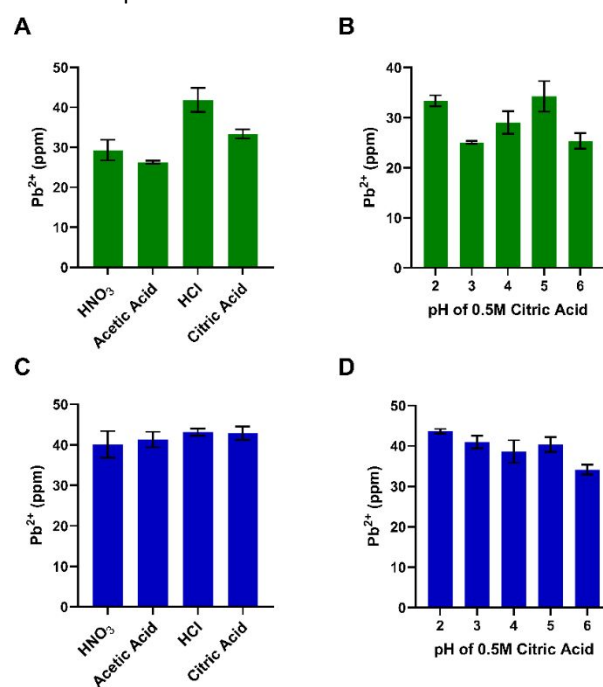 A
Pb²⁺ (ppm)
50
40
30
20
10
0
HNO₃
Acetic Acid
HCl
Citric Acid
B
Pb²⁺ (ppm)
40
30
20
10
0
2 3 4 5 6
pH of 0.5M Citric Acid
C
Pb²⁺ (ppm)
50
40
30
20
10
0
HNO₃
Acetic Acid
HCl
Citric Acid
D
Pb²⁺ (ppm)
50
40
30
20
10
0
2 3 4 5 6
pH of 0.5M Citric Acid